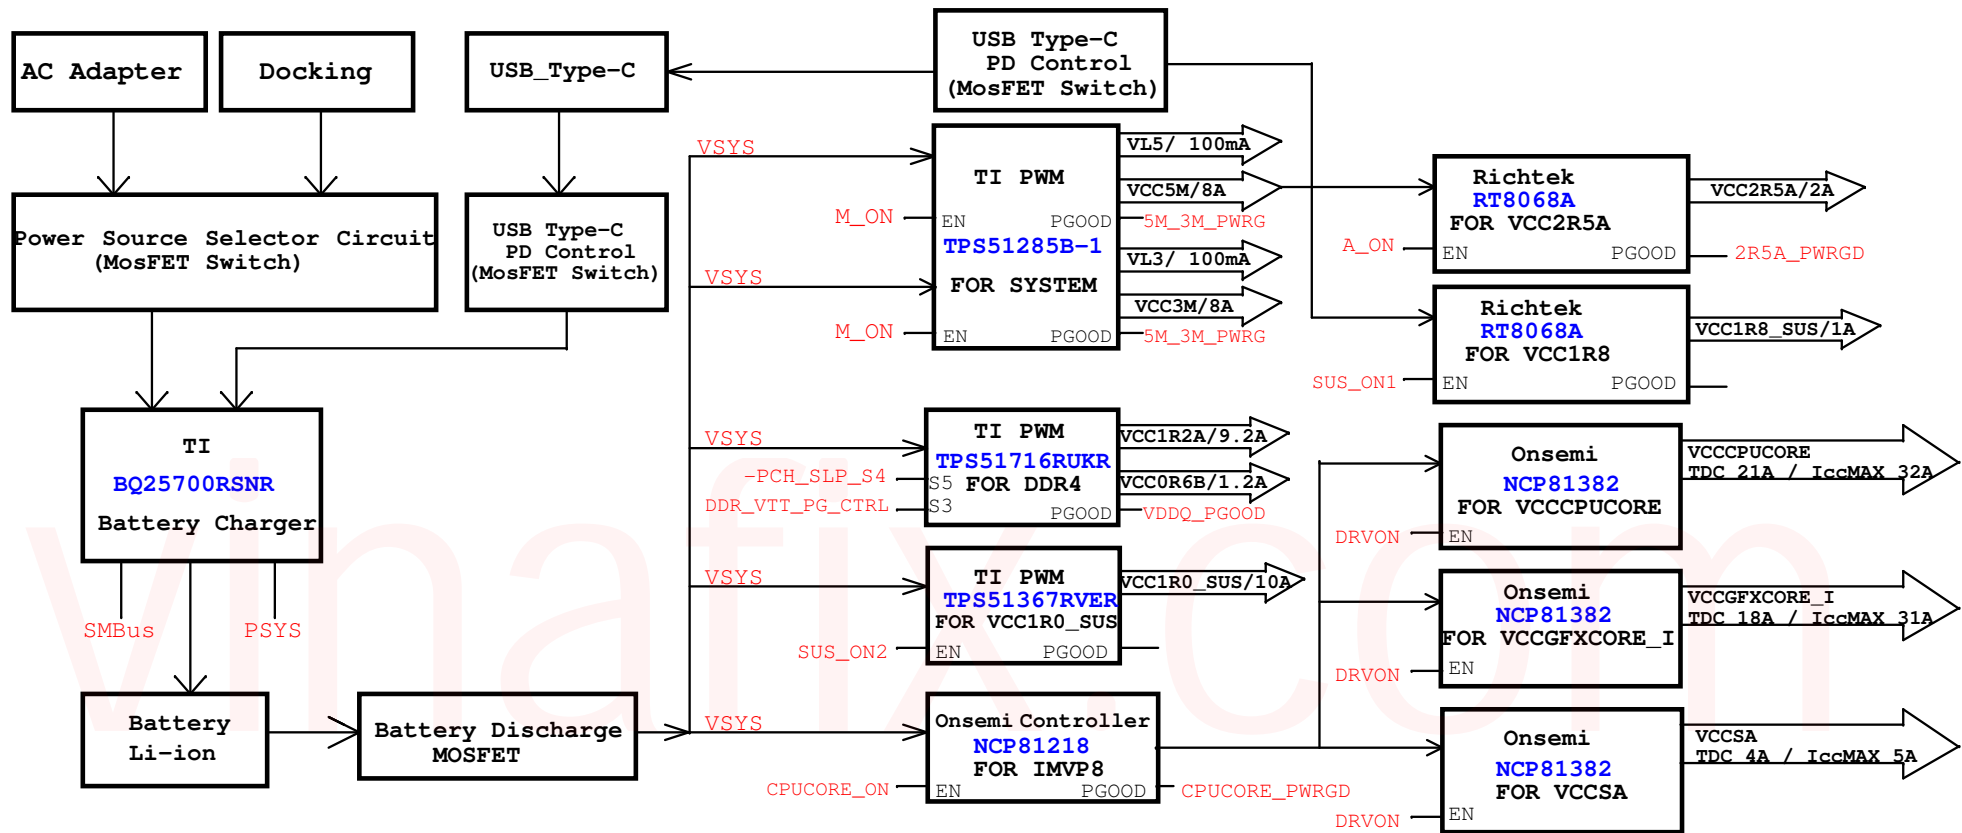 AC Adapter
Docking
USB_Type-C
USB Type-C
PD Control
(MosFET Switch)
Power Source Selector Circuit
(MosFET Switch)
USB Type-C
PD Control
(MosFET Switch)
TI
BQ25700RSNR
Battery Charger
SMBus
PSYS
Battery
Li-ion
Battery Discharge
MOSFET
VSYS
M_ON
VSYS
M_ON
TI PWM
EN
PGOOD
TPS51285B-1
FOR SYSTEM
EN
PGOOD
VL5/ 100mA
VCC5M/8A
5M_3M_PWRG
VL3/ 100mA
VCC3M/8A
5M_3M_PWRG
Richtek
RT8068A
FOR VCC2R5A
EN
PGOOD
A_ON
VCC2R5A/2A
2R5A_PWRGD
Richtek
RT8068A
FOR VCC1R8
EN
PGOOD
SUS_ON1
VCC1R8_SUS/1A
VSYS
-PCH_SLP_S4
DDR_VTT_PG_CTRL
TI PWM
TPS51716RUKR
S5 FOR DDR4
S3
PGOOD
VCC1R2A/9.2A
VCC0R6B/1.2A
VDDQ_PGOOD
VSYS
SUS_ON2
TI PWM
TPS51367RVER
FOR VCC1R0_SUS
EN
PGOOD
VCC1R0_SUS/10A
VSYS
CPUCORE_ON
Onsemi Controller
NCP81218
FOR IMVP8
EN
PGOOD
CPUCORE_PWRGD
Onsemi
NCP81382
FOR VCCCPUCORE
EN
DRVON
VCCCPUCORE
TDC 21A / IccMAX 32A
Onsemi
NCP81382
FOR VCCGFXCORE_I
EN
DRVON
VCCGFXCORE_I
TDC 18A / IccMAX 31A
Onsemi
NCP81382
FOR VCCSA
EN
DRVON
VCCSA
TDC 4A / IccMAX 5A
vinafix.com